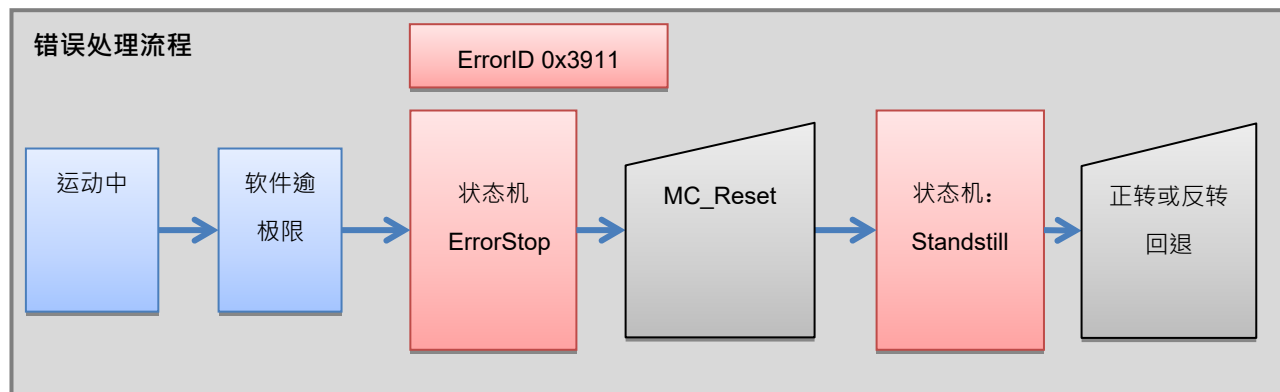 错误处理流程
ErrorID 0x3911
运动中
软件逾
极限
状态机
ErrorStop
MC_Reset
状态机：
Standstill
正转或反转
回退